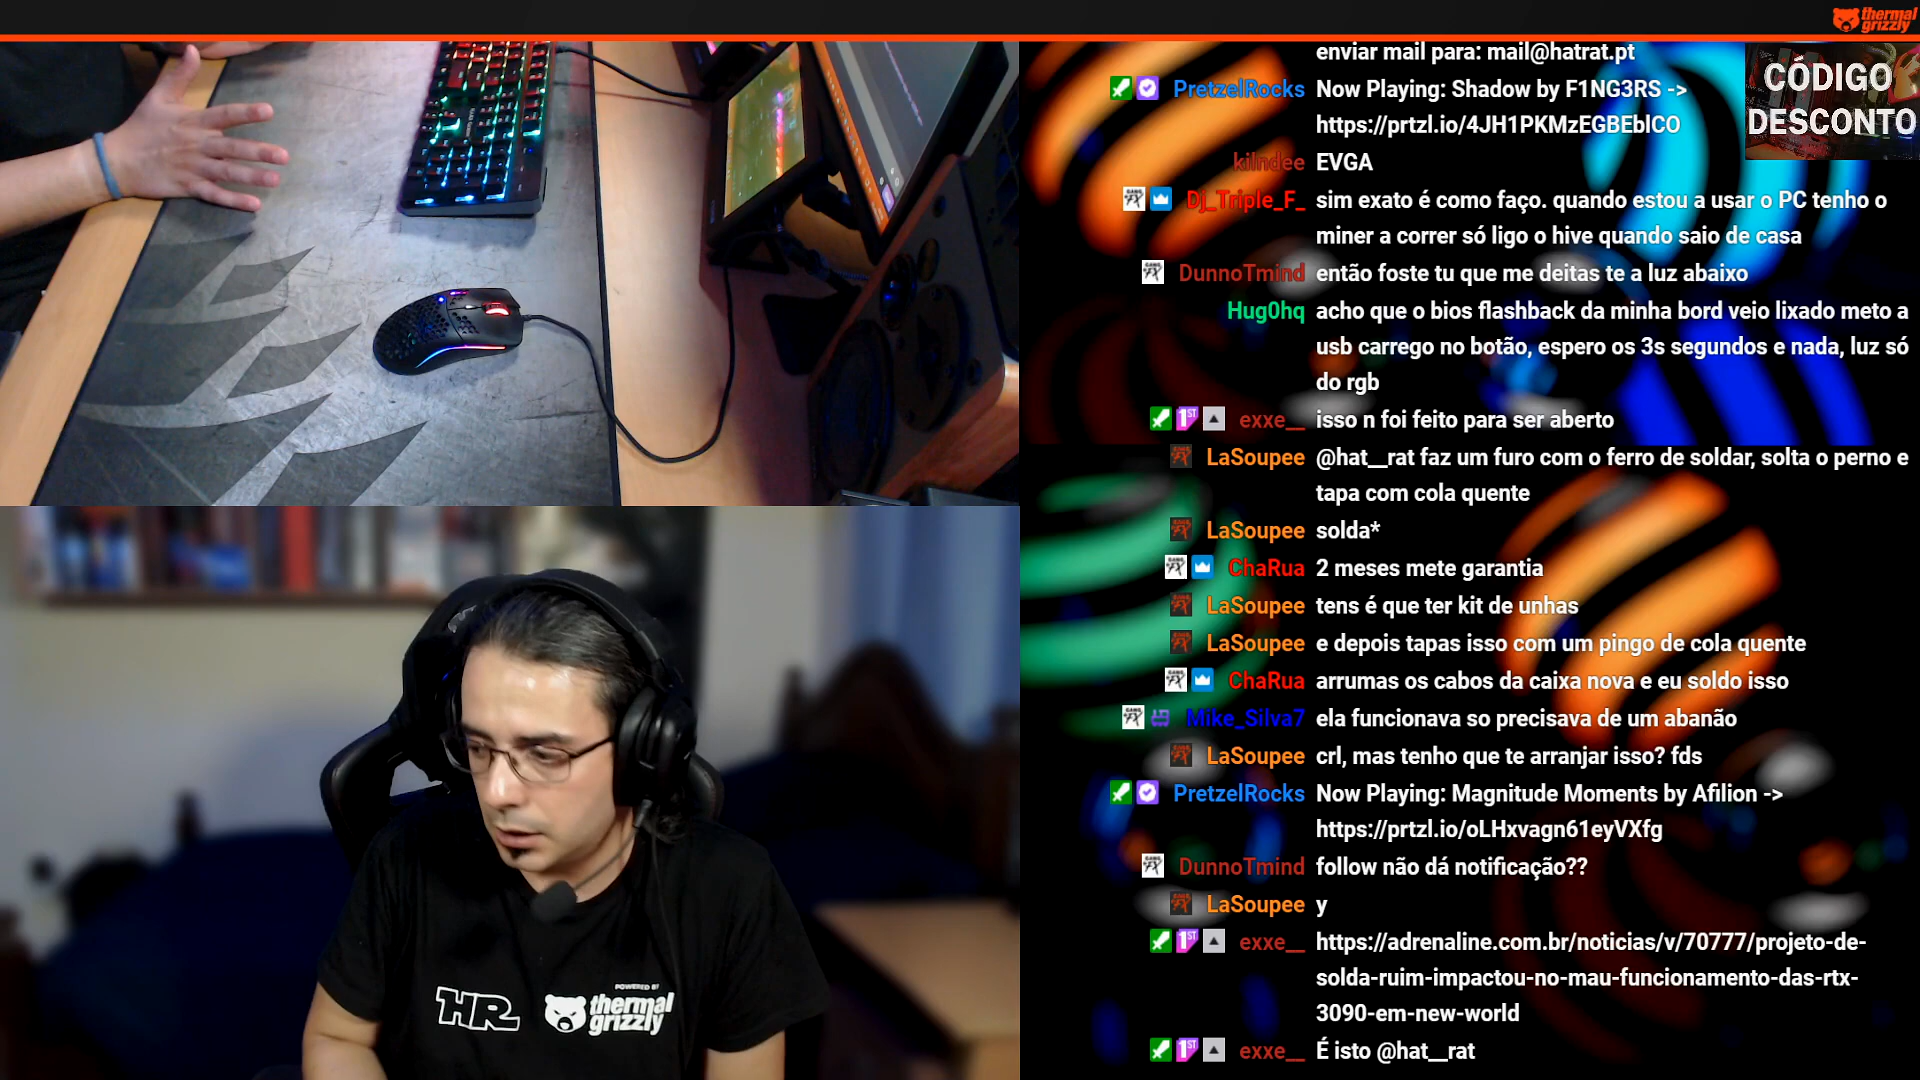 thermal
grizzly
CÓDIGO
DESCONTO
enviar mail para: mail@hatrat.pt
PretzelRocks Now Playing: Shadow by F1NG3RS ->
https://prtzl.io/4JH1PKMzEGBEblCO
kilndee EVGA
Dj_Triple_F_ sim exato é como faço. quando estou a usar o PC tenho o
miner a correr só ligo o hive quando saio de casa
DunnoTmind então foste tu que me deitas te a luz abaixo
Hug0hq acho que o bios flashback da minha bord veio lixado meto a
usb carrego no botão, espero os 3s segundos e nada, luz só
do rgb
exxe__ isso n foi feito para ser aberto
LaSoupee @hat__rat faz um furo com o ferro de soldar, solta o perno e
tapa com cola quente
LaSoupee solda*
ChaRua 2 meses mete garantia
LaSoupee tens é que ter kit de unhas
LaSoupee e depois tapas isso com um pingo de cola quente
ChaRua arrumas os cabos da caixa nova e eu soldo isso
Mike_Silva7 ela funcionava so precisava de um abanão
LaSoupee crl, mas tenho que te arranjar isso? fds
PretzelRocks Now Playing: Magnitude Moments by Afilion ->
https://prtzl.io/oLHxvagn61eyVXfg
DunnoTmind follow não dá notificação??
LaSoupee y
exxe__ https://adrenaline.com.br/noticias/v/70777/projeto-de-
solda-ruim-impactou-no-mau-funcionamento-das-rtx-
3090-em-new-world
exxe__ É isto @hat__rat
HR
POWERED BY
thermal
grizzly